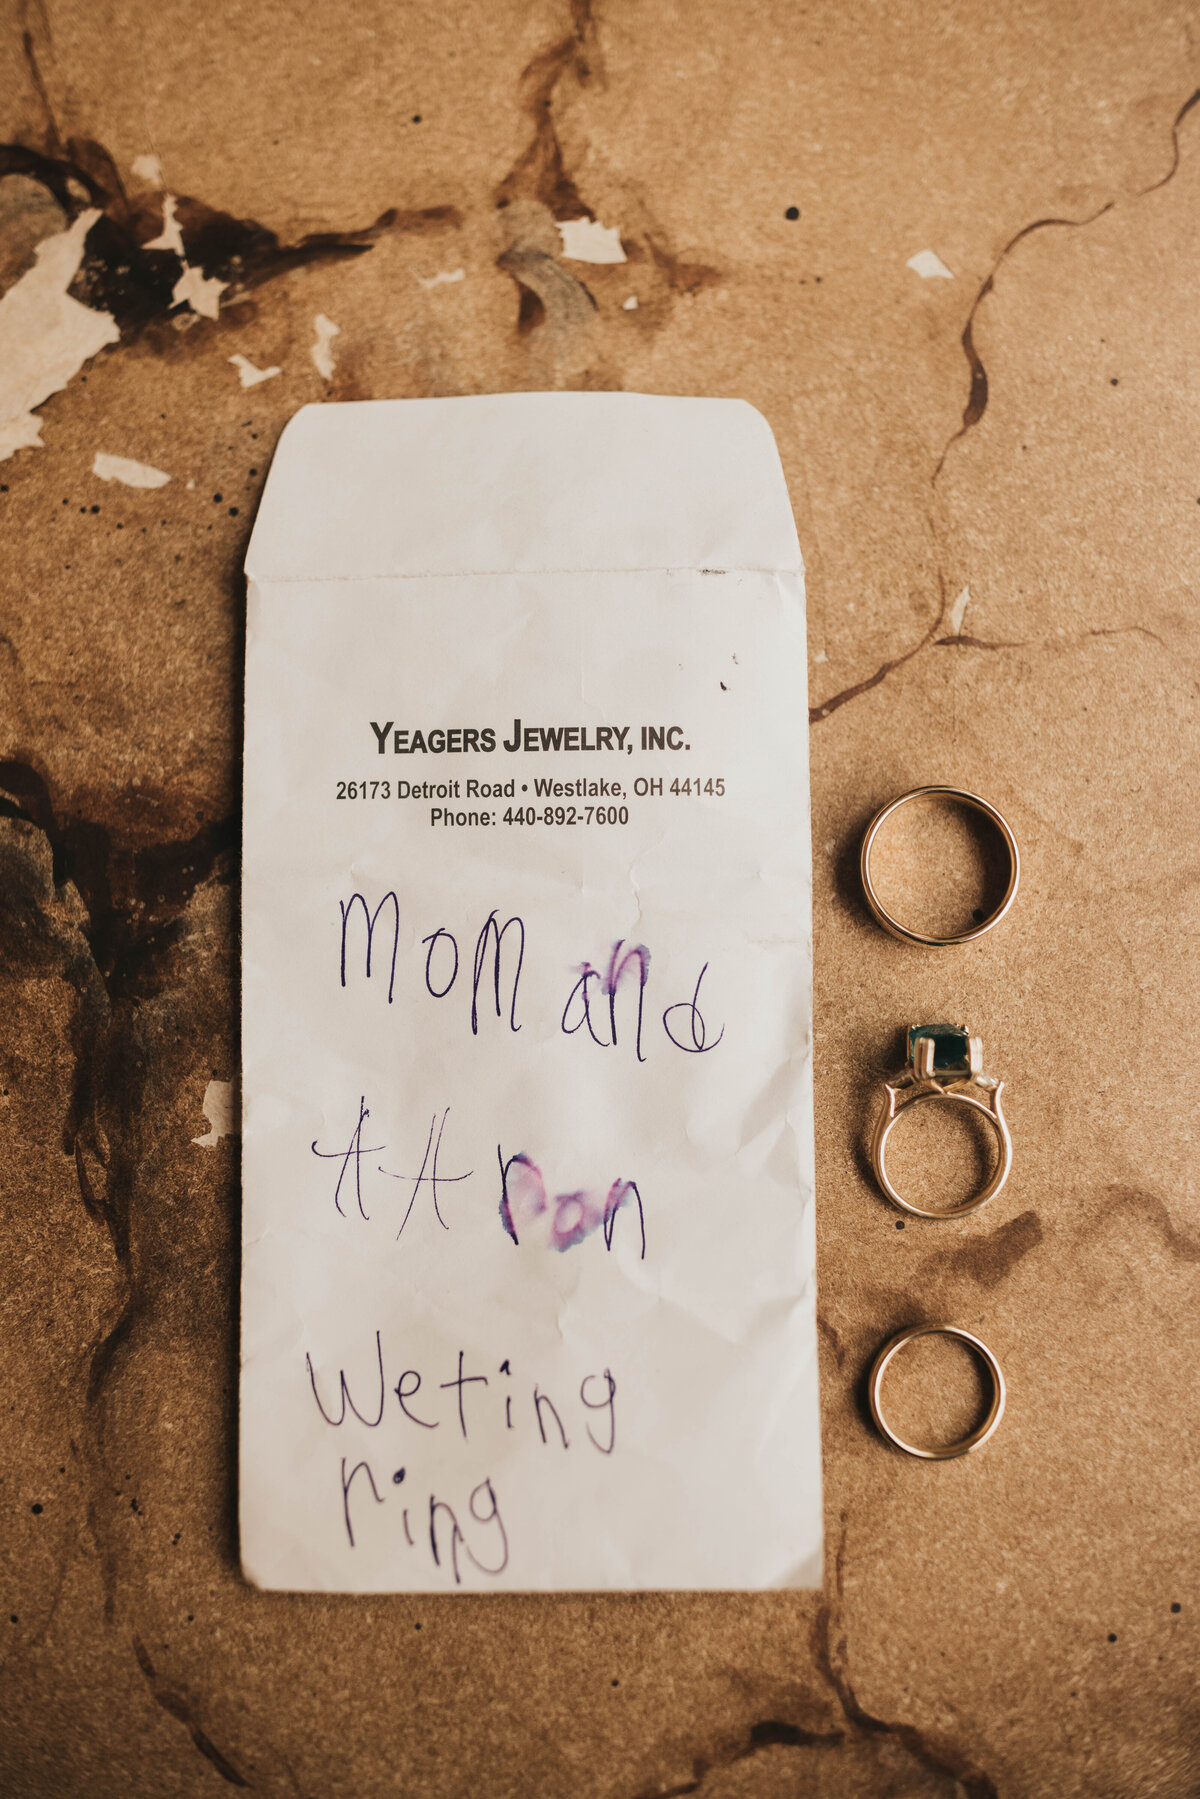 YEAGERS JEWELRY, INC.
26173 Detroit Road • Westlake, OH 44145
Phone: 440-892-7600
Mom and
AAron
Weting
ring